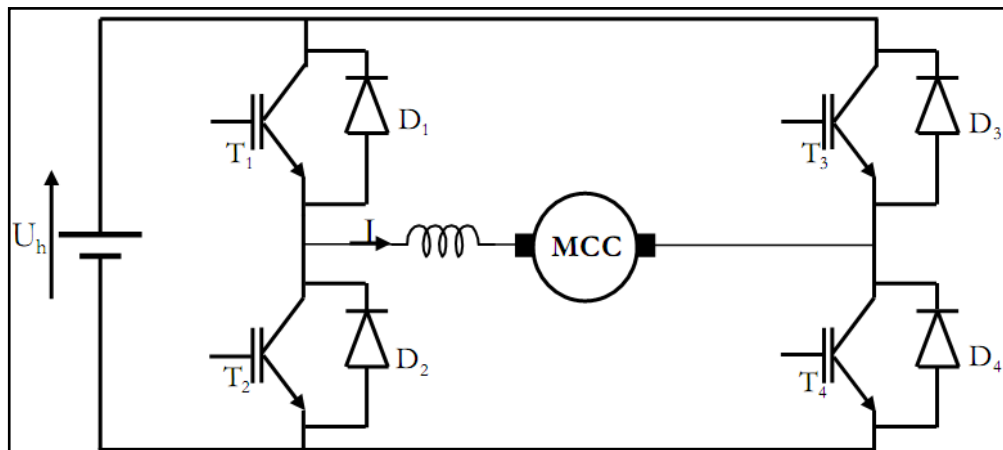 D₁
D₃
T₁
T₃
Uₕ
I
MCC
D₂
D₄
T₂
T₄